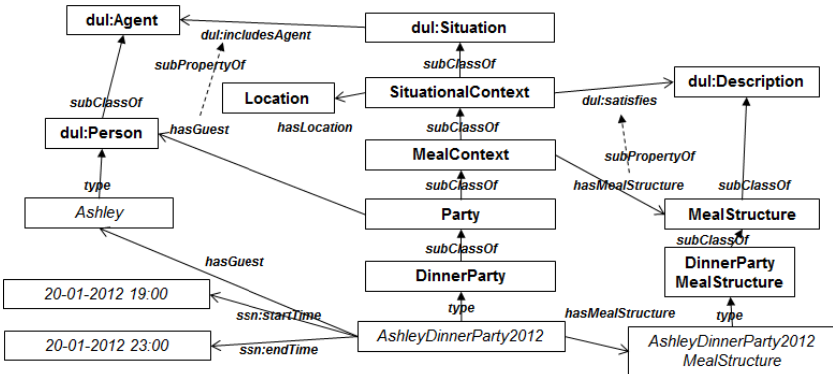 dul:Agent
dul:Situation
dul:includesAgent
subPropertyOf
subClassOf
subClassOf
Location
SituationalContext
dul:Description
dul:satisfies
hasGuest
hasLocation
subClassOf
dul:Person
MealContext
subPropertyOf
type
subClassOf
hasMealStructure
subClassOf
Ashley
Party
MealStructure
subClassOf
subClassOf
hasGuest
DinnerParty
DinnerParty
MealStructure
20-01-2012 19:00
ssn:startTime
type
hasMealStructure
type
20-01-2012 23:00
ssn:endTime
AshleyDinnerParty2012
AshleyDinnerParty2012
MealStructure